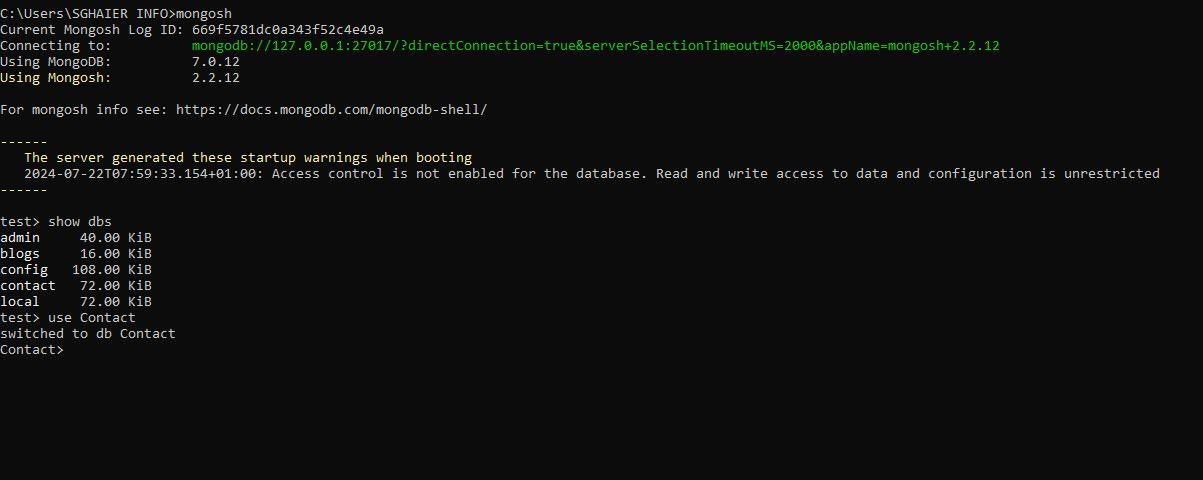 C:\Users\SGHAIER INFO>mongosh
Current Mongosh Log ID: 669f5781dc0a343f52c4e49a
Connecting to:          mongodb://127.0.0.1:27017/?directConnection=true&serverSelectionTimeoutMS=2000&appName=mongosh+2.2.12
Using MongoDB:          7.0.12
Using Mongosh:          2.2.12
For mongosh info see: https://docs.mongodb.com/mongodb-shell/
------
   The server generated these startup warnings when booting
   2024-07-22T07:59:33.154+01:00: Access control is not enabled for the database. Read and write access to data and configuration is unrestricted
------
test> show dbs
admin     40.00 KiB
blogs     16.00 KiB
config   108.00 KiB
contact   72.00 KiB
local     72.00 KiB
test> use Contact
switched to db Contact
Contact>